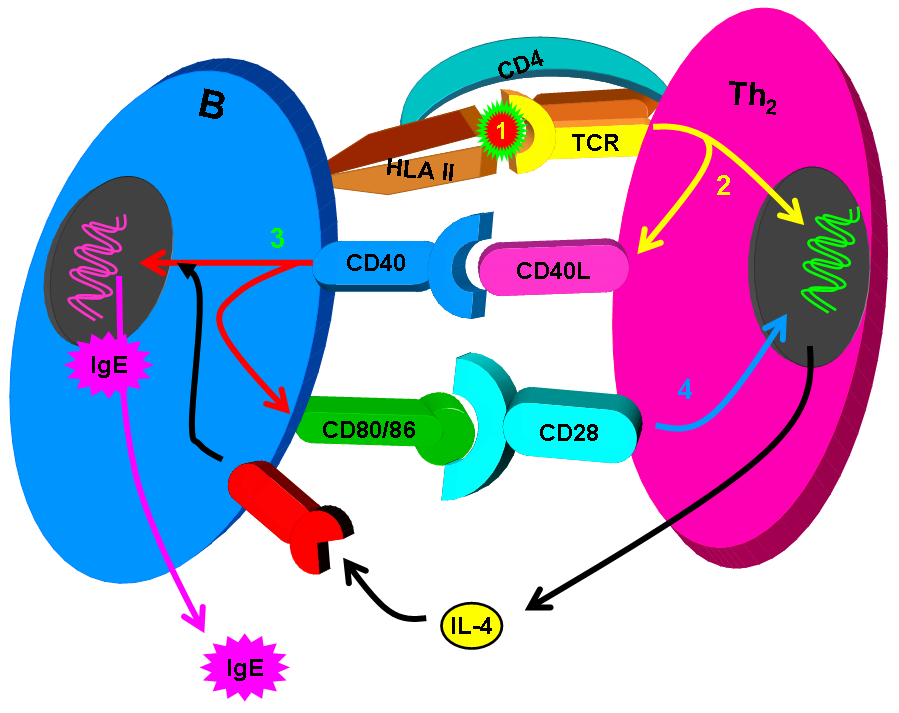 CD4
B
Th2
1
TCR
HLA II
2
3
CD40
CD40L
IgE
4
CD80/86
CD28
IL-4
IgE